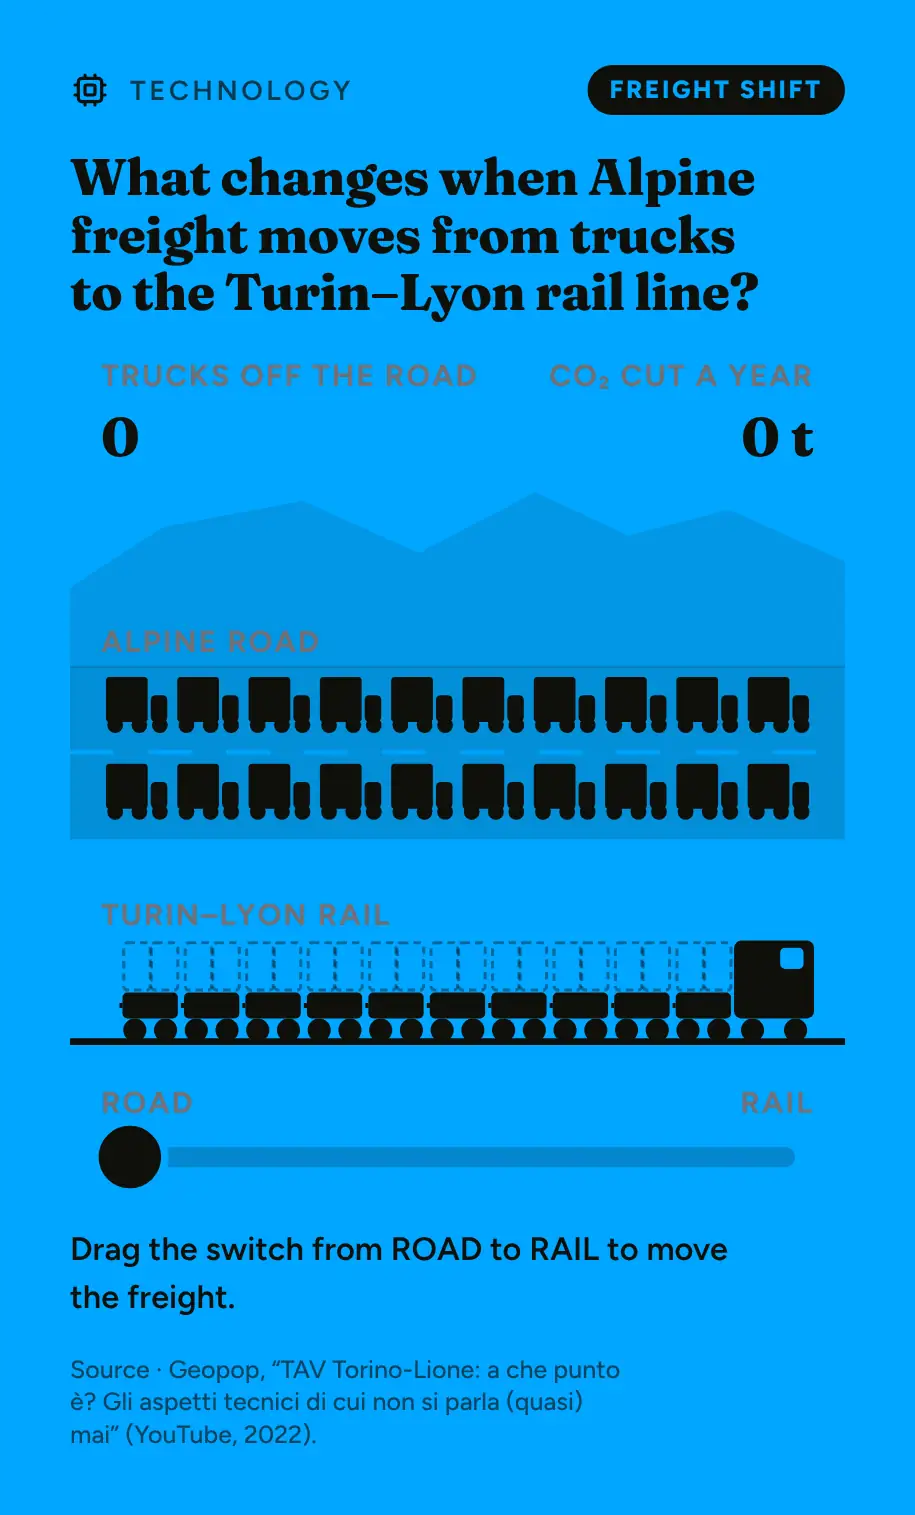 TECHNOLOGY
FREIGHT SHIFT
What changes when Alpine
freight moves from trucks
to the Turin–Lyon rail line?
TRUCKS OFF THE ROAD
CO₂ CUT A YEAR
0
0 t
ALPINE ROAD
TURIN–LYON RAIL
ROAD
RAIL
Drag the switch from ROAD to RAIL to move
the freight.
Source · Geopop, “TAV Torino-Lione: a che punto
è? Gli aspetti tecnici di cui non si parla (quasi)
mai” (YouTube, 2022).